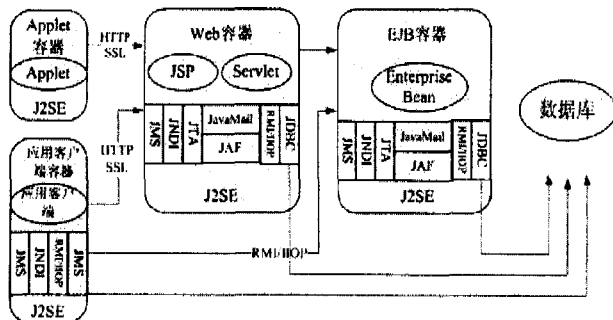 Applet
容器
Applet
J2SE
HTTP
SSL
Web容器
JSP
Servlet
JMS
JNDI
JTA
JavaMail
JAF
RMI/IIOP
JDBC
J2SE
EJB容器
Enterprise
Bean
JMS
JNDI
JTA
JavaMail
JAF
RMI/IIOP
JDBC
J2SE
数据库
应用客户
端容器
应用客户
端
HTTP
SSL
JMS
JNDI
RMI/IIOP
JMS
J2SE
RMI/IIOP